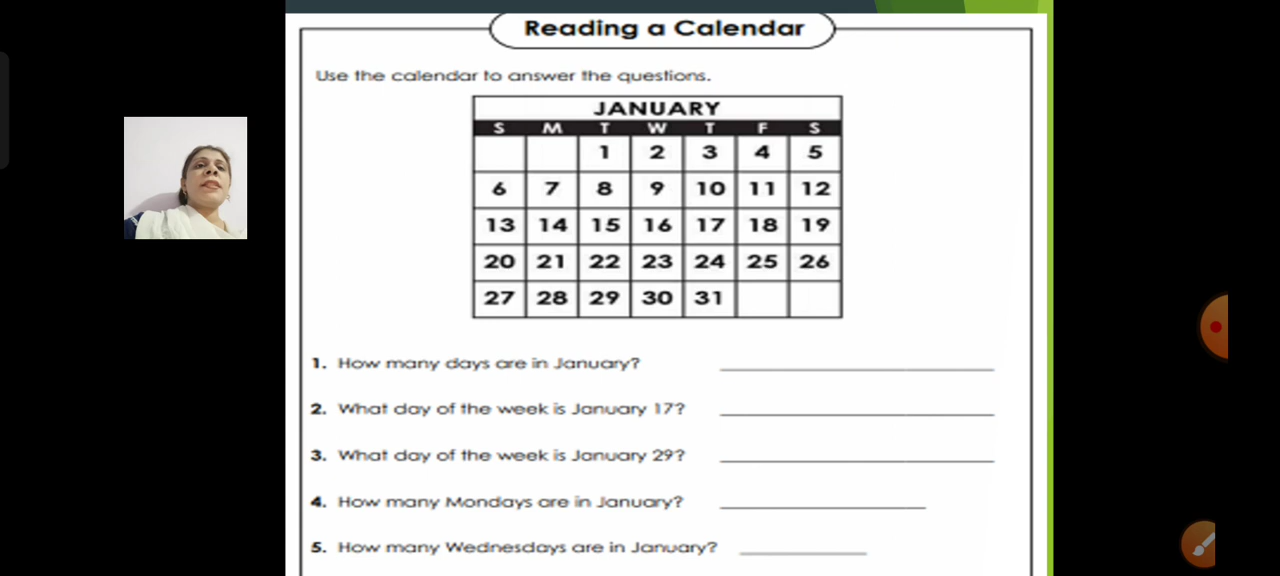 Reading a Calendar
Use the calendar to answer the questions.
JANUARY
S M T W T F S
1 2 3 4 5
6 7 8 9 10 11 12
13 14 15 16 17 18 19
20 21 22 23 24 25 26
27 28 29 30 31
1. How many days are in January?
2. What day of the week is January 17?
3. What day of the week is January 29?
4. How many Mondays are in January?
5. How many Wednesdays are in January?